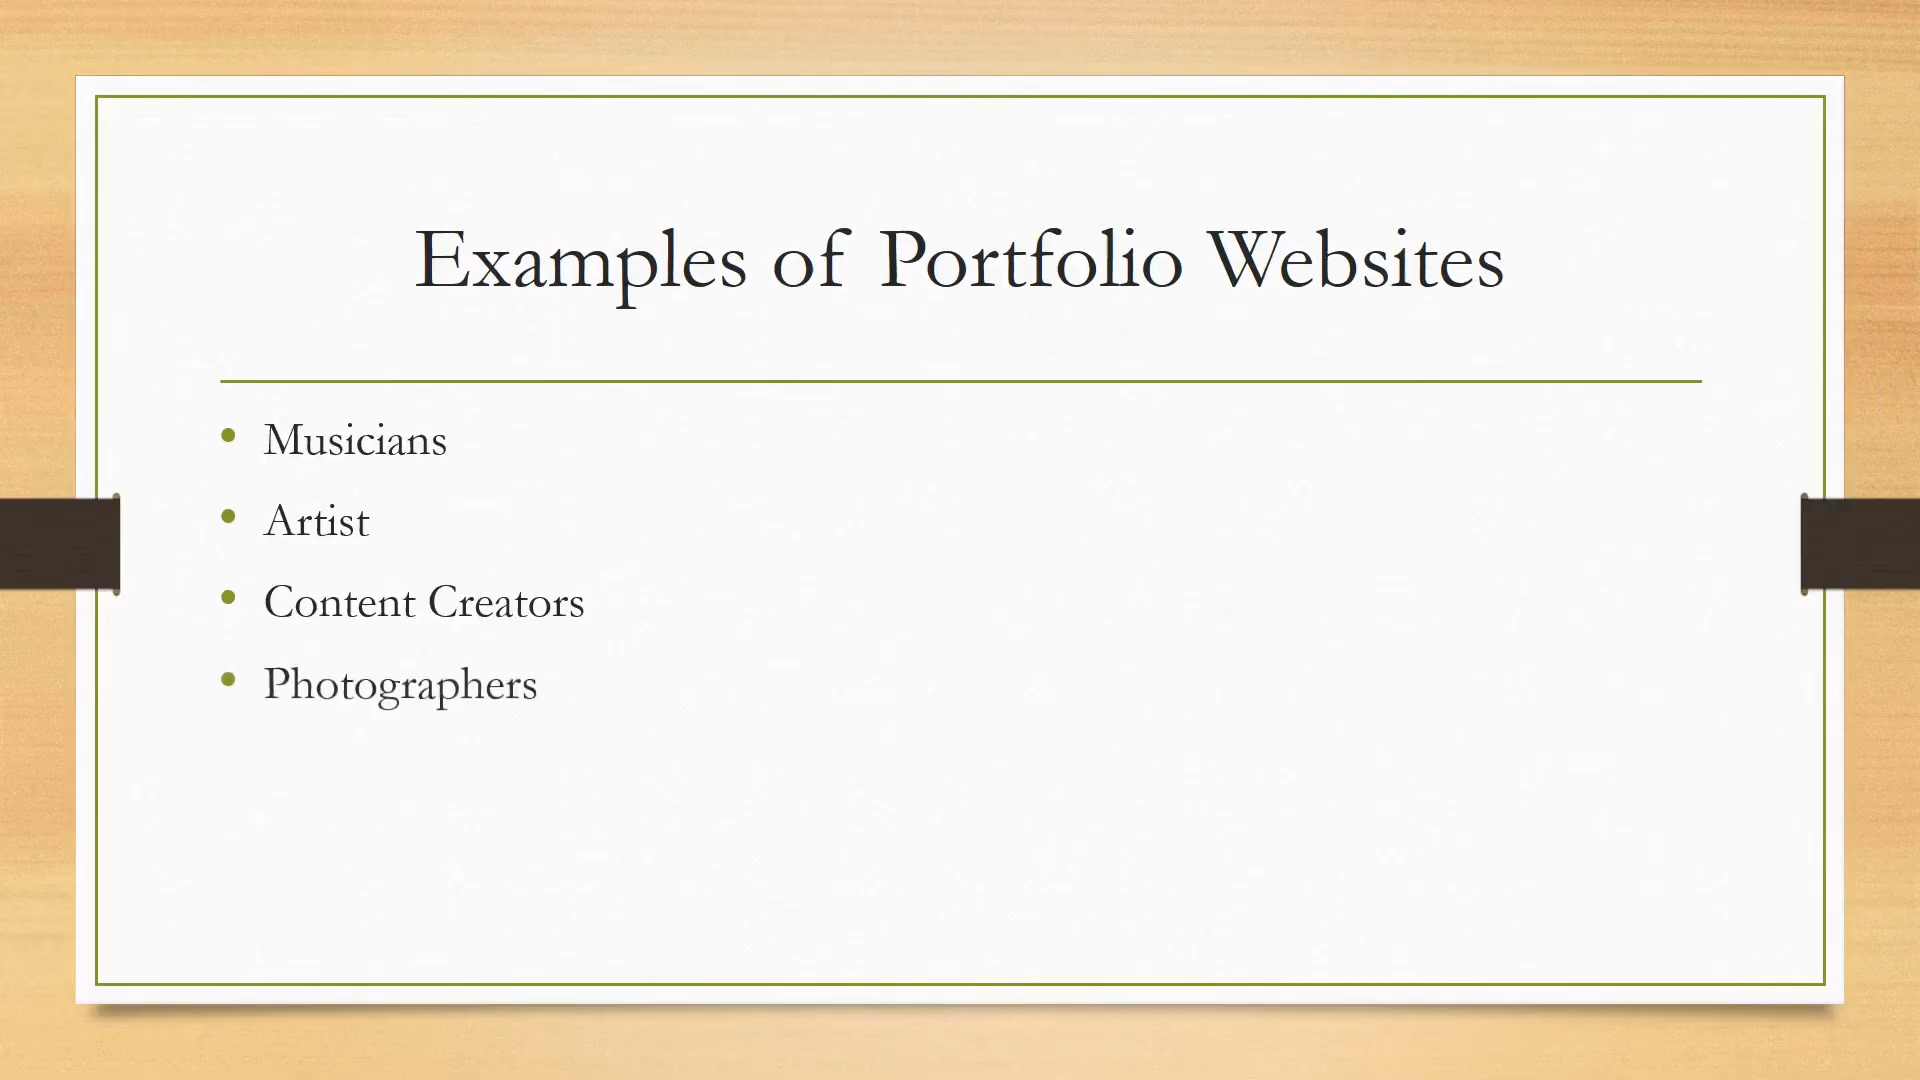 Examples of Portfolio Websites
• Musicians
• Artist
• Content Creators
• Photographers